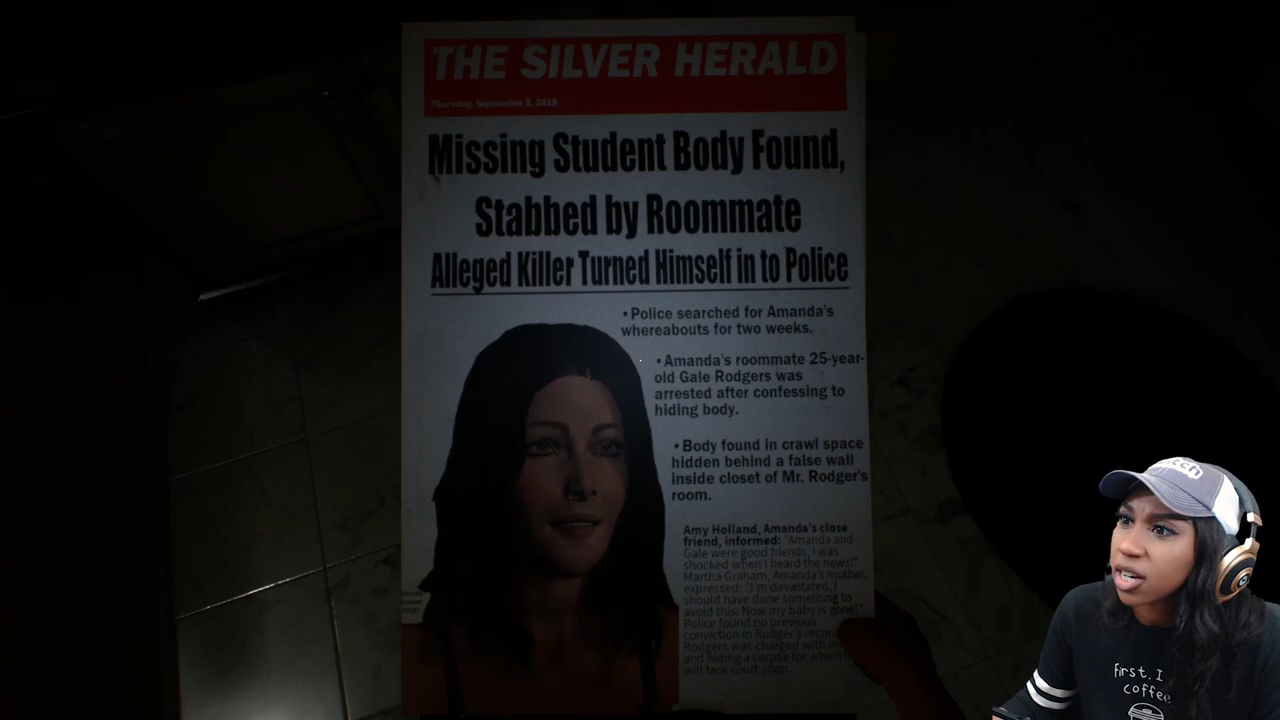 THE SILVER HERALD
Thursday, September 5, 2019
Missing Student Body Found,
Stabbed by Roommate
Alleged Killer Turned Himself in to Police
•Police searched for Amanda's
whereabouts for two weeks.
•Amanda's roommate 25-year-
old Gale Rodgers was
arrested after confessing to
hiding body.
•Body found in crawl space
hidden behind a false wall
inside closet of Mr. Rodger's
room.
Amy Holland, Amanda's close
friend, informed: "Amanda and
Gale were good friends, I was
shocked when I heard the news!"
Martha Graham, Amanda's mother,
expressed: "I'm devastated, I
should have done something to
avoid this. Now my baby is gone!"
Police found no previous
conviction in Rodger's record
Rodgers was charged with
and hiding a corpse for which
will face court soon.
first, I
coffee